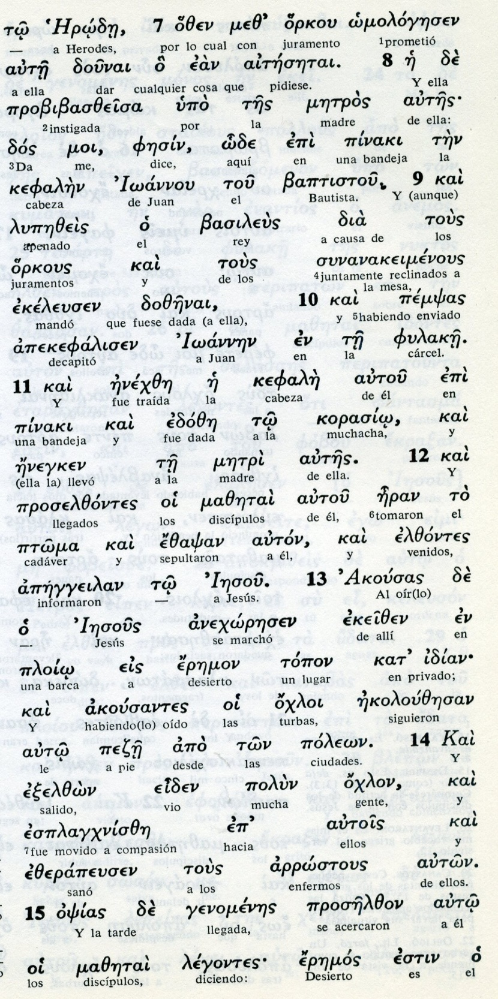 τῷ Ἡρῴδῃ, 7 ὅθεν μεθ’ ὅρκου ὡμολόγησεν
— a Herodes, por lo cual con juramento 1prometió
αὐτῇ δοῦναι ὃ ἐὰν αἰτήσηται. 8 ἡ δὲ
a ella dar cualquier cosa que pidiese. Y ella
προβιβασθεῖσα ὑπὸ τῆς μητρὸς αὐτῆς·
2instigada por la madre de ella:
δός μοι, φησίν, ὧδε ἐπὶ πίνακι τὴν
3Da me, dice, aquí en una bandeja la
κεφαλὴν Ἰωάννου τοῦ βαπτιστοῦ. 9 καὶ
cabeza de Juan el Bautista. Y (aunque)
λυπηθεὶς ὁ βασιλεὺς διὰ τοὺς
apenado el rey a causa de los
ὅρκους καὶ τοὺς συνανακειμένους
juramentos y de los 4juntamente reclinados a
la mesa,
ἐκέλευσεν δοθῆναι, 10 καὶ πέμψας
mandó que fuese dada (a ella), y 5habiendo enviado
ἀπεκεφάλισεν Ἰωάννην ἐν τῇ φυλακῇ.
decapitó a Juan en la cárcel.
11 καὶ ἠνέχθη ἡ κεφαλὴ αὐτοῦ ἐπὶ
Y fue traída la cabeza de él en
πίνακι καὶ ἐδόθη τῷ κορασίῳ, καὶ
una bandeja y fue dada a la muchacha, y
ἤνεγκεν τῇ μητρὶ αὐτῆς. 12 καὶ
(ella la) llevó a la madre de ella. Y
προσελθόντες οἱ μαθηταὶ αὐτοῦ ἦραν τὸ
llegados los discípulos de él, 6tomaron el
πτῶμα καὶ ἔθαψαν αὐτόν, καὶ ἐλθόντες
cadáver y sepultaron a él, y venidos,
ἀπήγγειλαν τῷ Ἰησοῦ. 13 Ἀκούσας δὲ
informaron — a Jesús. Al oír(lo)
ὁ Ἰησοῦς ἀνεχώρησεν ἐκεῖθεν ἐν
— Jesús se marchó de allí en
πλοίῳ εἰς ἔρημον τόπον κατ’ ἰδίαν·
una barca a desierto un lugar en privado;
καὶ ἀκούσαντες οἱ ὄχλοι ἠκολούθησαν
Y habiendo(lo) oído las turbas, siguieron
αὐτῷ πεζῇ ἀπὸ τῶν πόλεων. 14 Καὶ
le a pie desde las ciudades. Y
ἐξελθὼν εἶδεν πολὺν ὄχλον, καὶ
salido, vio mucha gente, y
ἐσπλαγχνίσθη ἐπ’ αὐτοῖς καὶ
7fue movido a compasión hacia ellos y
ἐθεράπευσεν τοὺς ἀρρώστους αὐτῶν.
sanó a los enfermos de ellos.
15 ὀψίας δὲ γενομένης προσῆλθον αὐτῷ
Y la tarde llegada, se acercaron a él
οἱ μαθηταὶ λέγοντες· ἔρημός ἐστιν ὁ
los discípulos, diciendo: Desierto es el